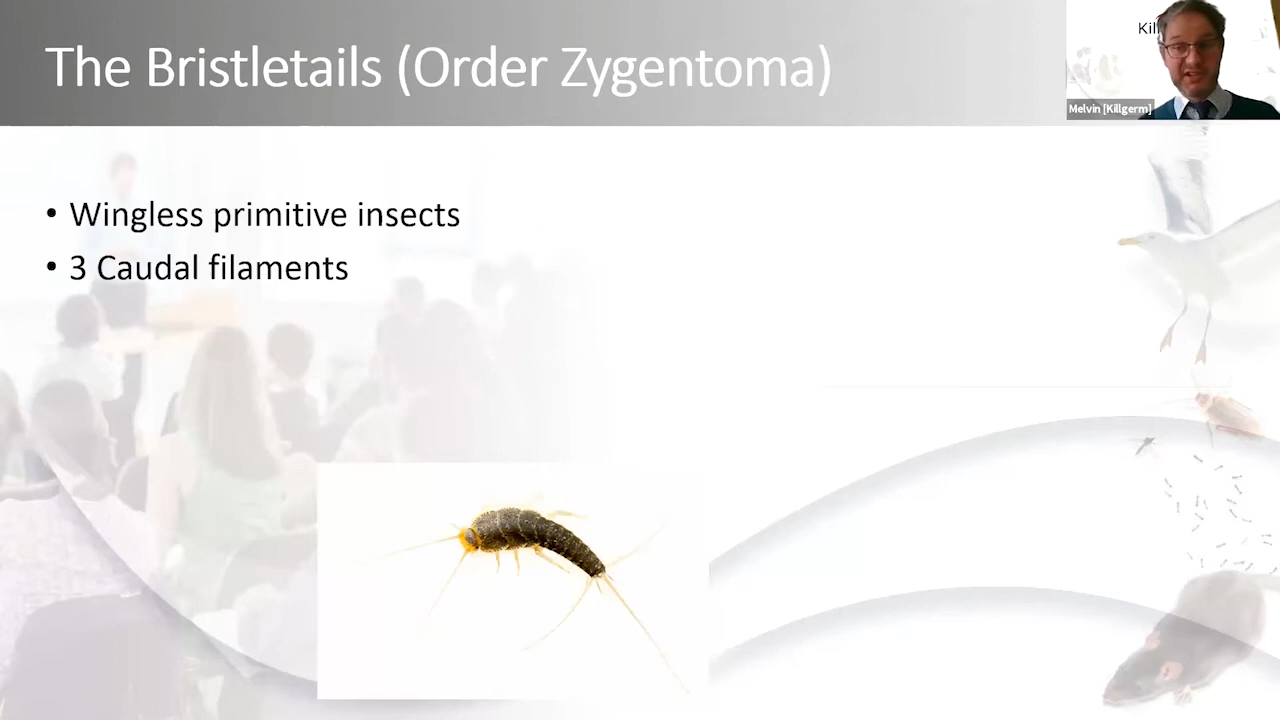 The Bristletails (Order Zygentoma)
Melvin [Killgerm]
• Wingless primitive insects
• 3 Caudal filaments